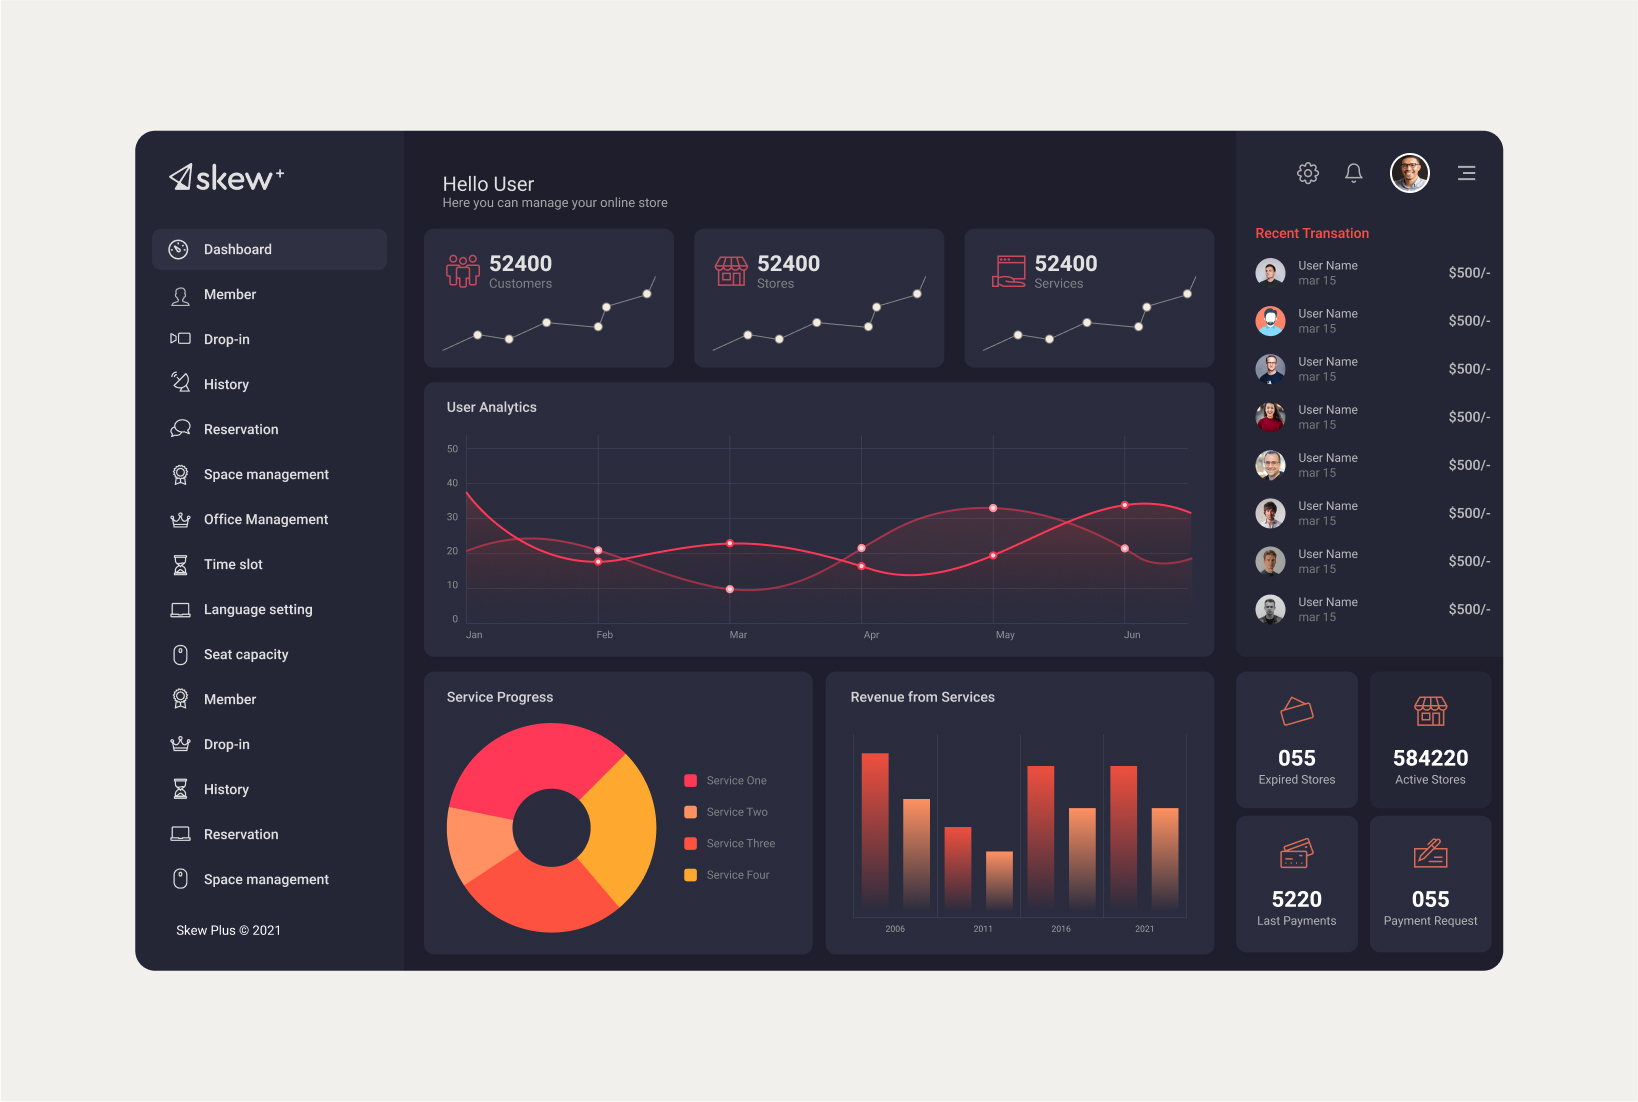 skew+
Dashboard
Member
Drop-in
History
Reservation
Space management
Office Management
Time slot
Language setting
Seat capacity
Member
Drop-in
History
Reservation
Space management
Skew Plus © 2021
Hello User
Here you can manage your online store
52400
Customers
52400
Stores
52400
Services
User Analytics
50
40
30
20
10
0
Jan Feb Mar Apr May Jun
Service Progress
Service One
Service Two
Service Three
Service Four
Revenue from Services
2006 2011 2016 2021
Recent Transation
User Name
mar 15
$500/-
User Name
mar 15
$500/-
User Name
mar 15
$500/-
User Name
mar 15
$500/-
User Name
mar 15
$500/-
User Name
mar 15
$500/-
User Name
mar 15
$500/-
User Name
mar 15
$500/-
055
Expired Stores
584220
Active Stores
5220
Last Payments
055
Payment Request